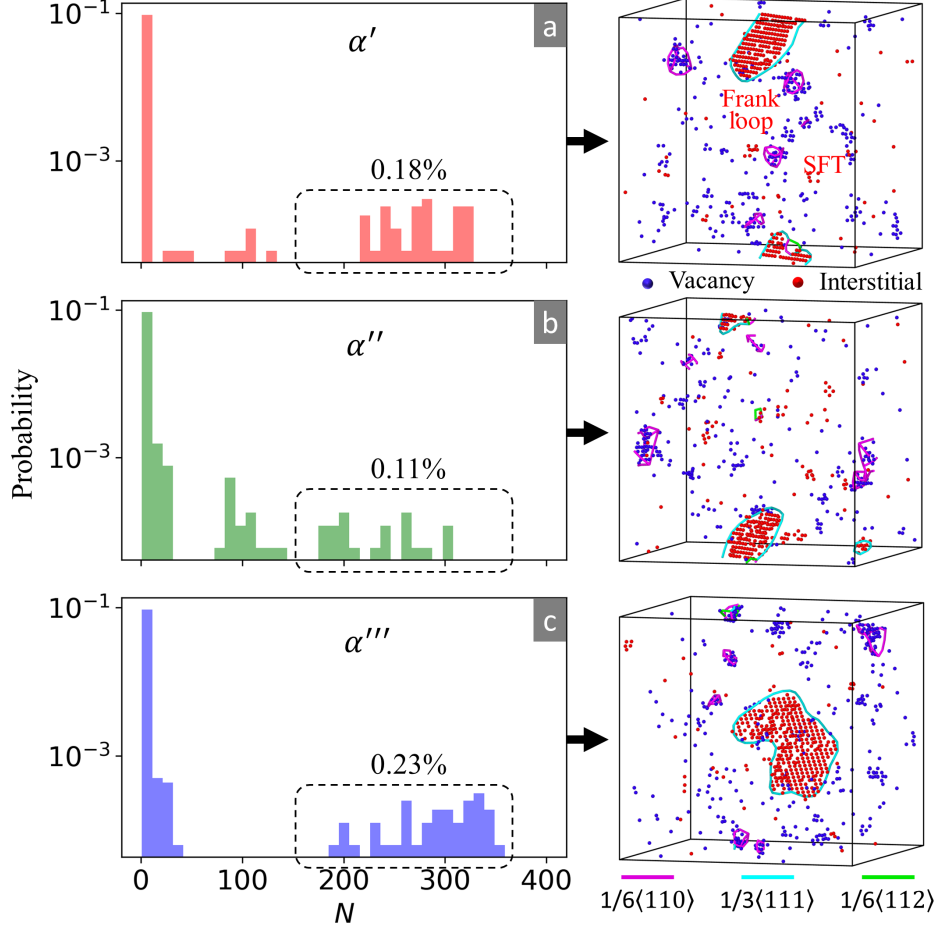 10⁻¹
α′
a
10⁻³
0.18%
Frank
loop
SFT
Vacancy
Interstitial
10⁻¹
α′′
b
Probability
10⁻³
0.11%
10⁻¹
α′′′
c
10⁻³
0.23%
0 100 200 300 400
N
1/6⟨110⟩ 1/3⟨111⟩ 1/6⟨112⟩